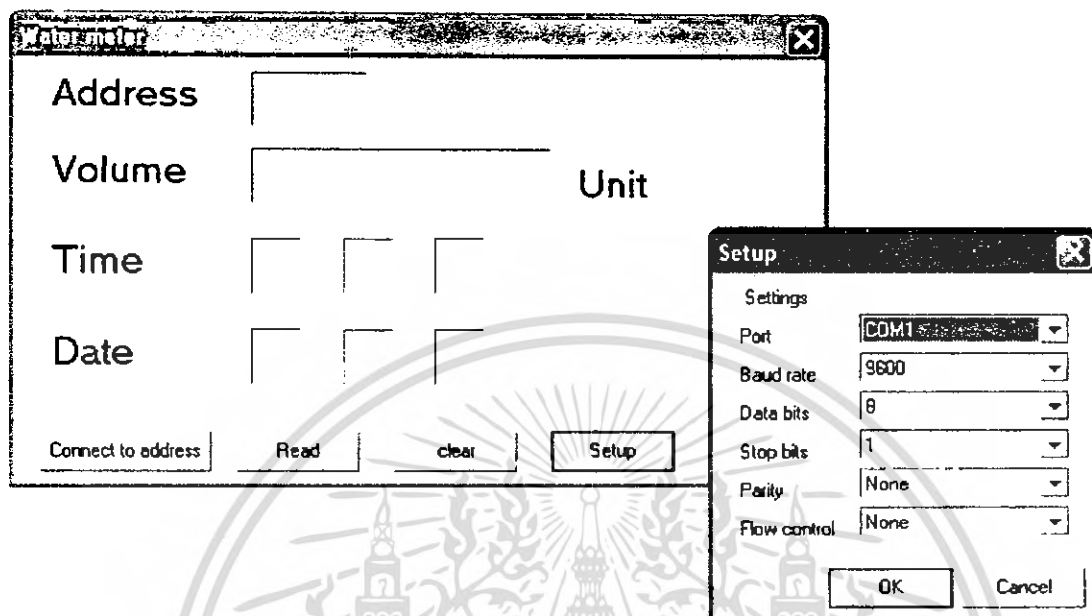 Water meter
Address
Volume
Unit
Time
Date
Connect to address
Read
clear
Setup
Setup
Settings
Port COM1
Baud rate 9600
Data bits 8
Stop bits 1
Parity None
Flow control None
OK
Cancel